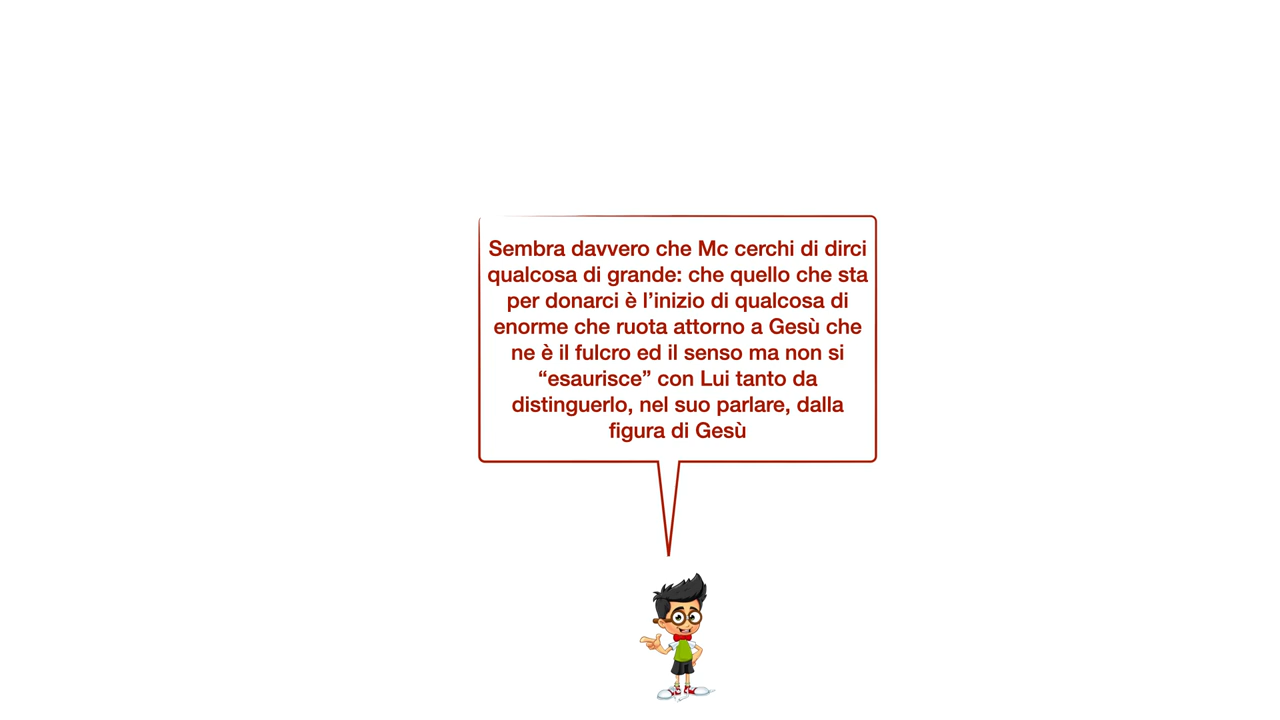 Sembra davvero che Mc cerchi di dirci
qualcosa di grande: che quello che sta
per donarci è l’inizio di qualcosa di
enorme che ruota attorno a Gesù che
ne è il fulcro ed il senso ma non si
“esaurisce” con Lui tanto da
distinguerlo, nel suo parlare, dalla
figura di Gesù